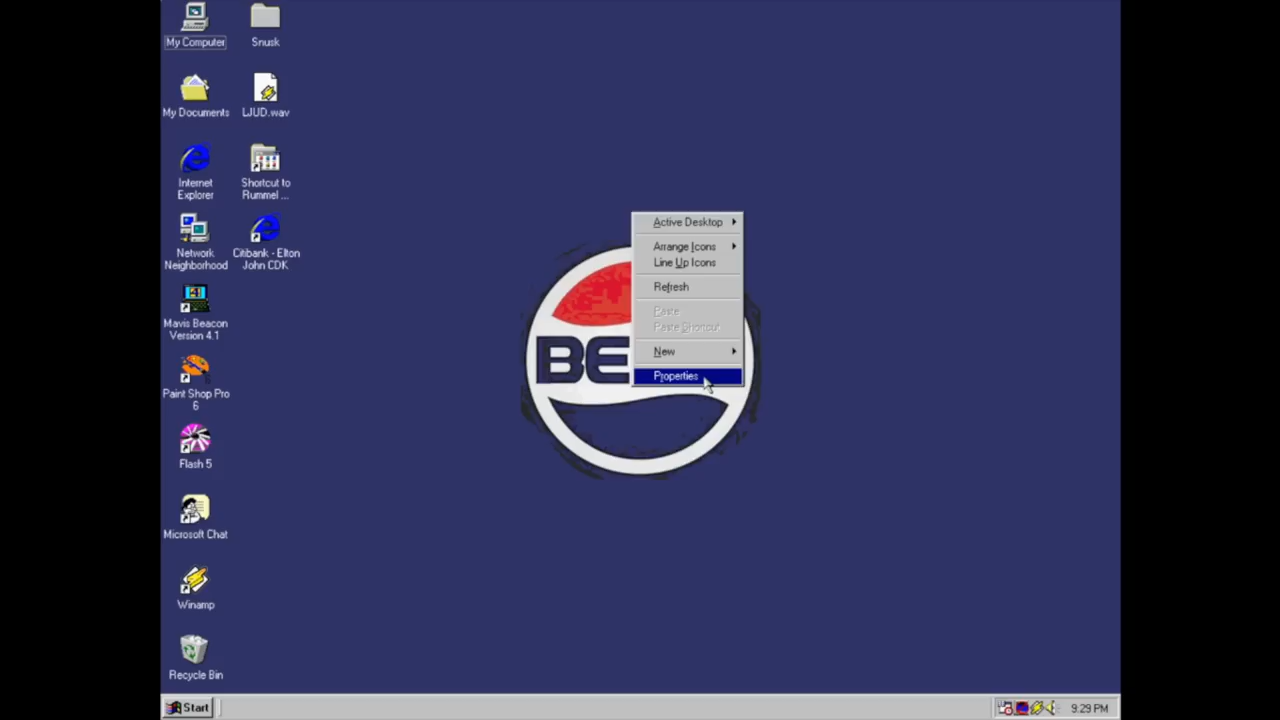 My Computer
Snusk
My Documents
LJUD.wav
Internet
Explorer
Shortcut to
Rummel ...
Network
Neighborhood
Citibank - Elton
John CDK
Mavis Beacon
Version 4.1
Paint Shop Pro
6
Flash 5
Microsoft Chat
Winamp
Recycle Bin
Active Desktop
Arrange Icons
Line Up Icons
Refresh
Paste
Paste Shortcut
New
Properties
BE
Start
9:29 PM